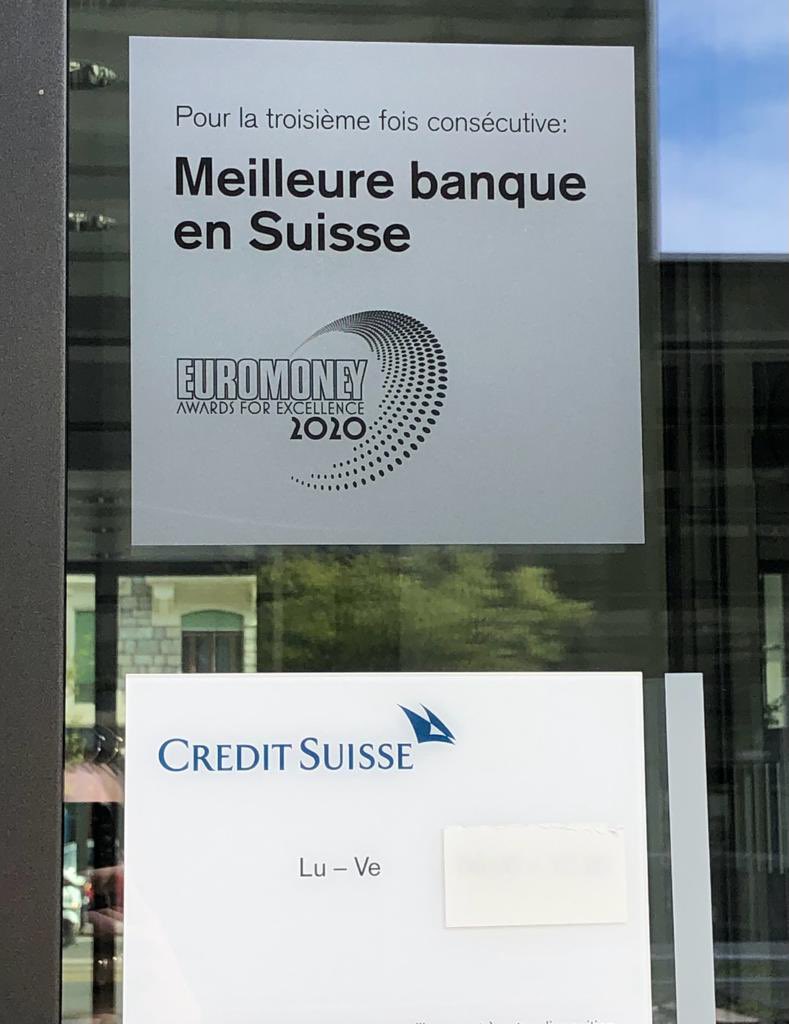 Pour la troisième fois consécutive:
Meilleure banque
en Suisse
EUROMONEY
AWARDS FOR EXCELLENCE
2020
CREDIT SUISSE
Lu – Ve